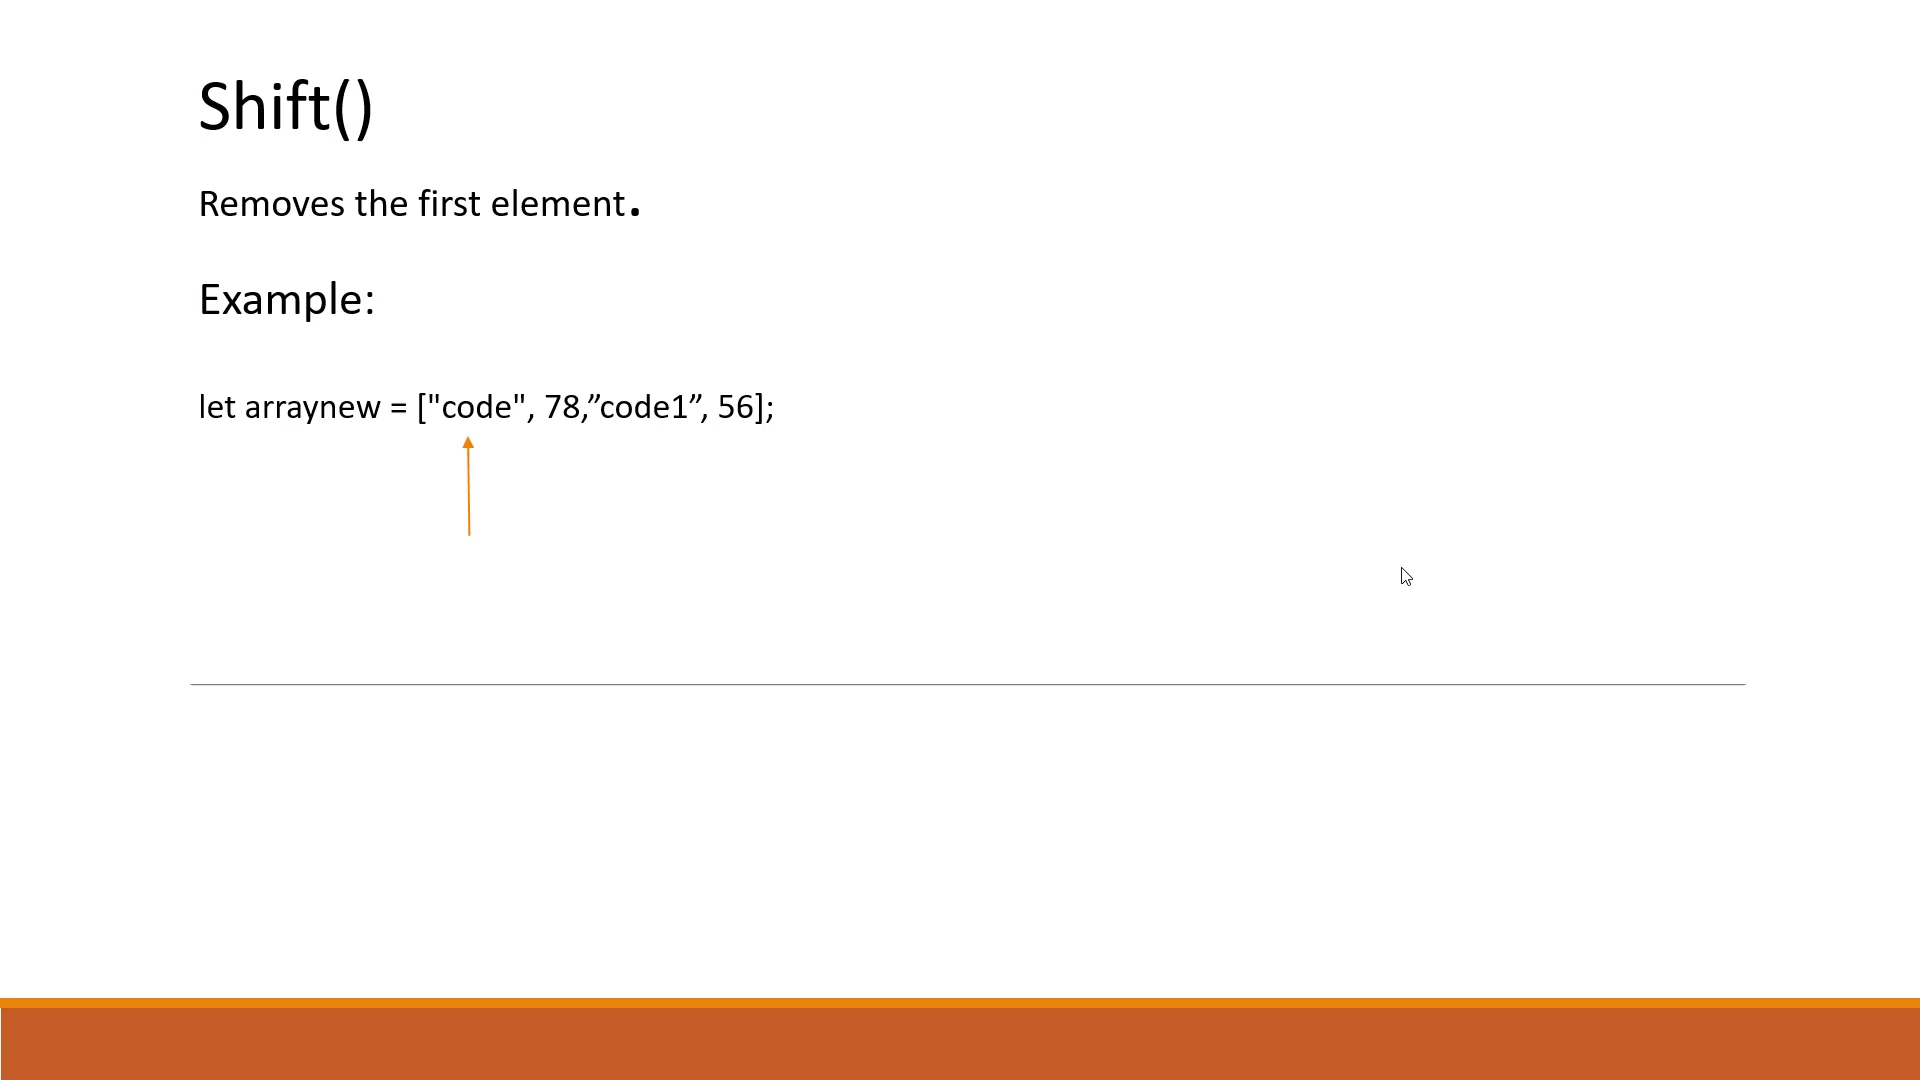 Shift()
Removes the first element.
Example:
let arraynew = ["code", 78,”code1”, 56];